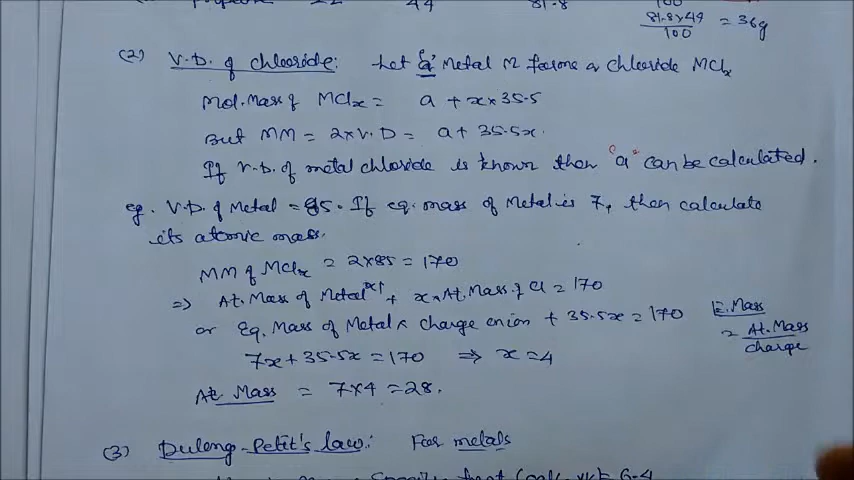 44 81.8 100
81.8×44 = 36g
100
(2) V.D. of chloride: Let 'a' Metal M forms a chloride MClx
Mol. Mass of MClx = a + x×35.5
But MM = 2×V.D = a + 35.5x.
If V.D. of metal chloride is known then "a" can be calculated.
eg. V.D. of Metal = 85. If eq. mass of Metal is 7, then calculate
its atomic mass.
MM of MClx = 2×85 = 170
⇒ At. Mass of Metal x+ + x × At. Mass of Cl = 170
or Eq. Mass of Metal × charge on ion + 35.5x = 170
E. Mass
= At. Mass
charge
7x + 35.5x = 170 ⇒ x = 4
At. Mass = 7×4 = 28.
(3) Dulong-Petit's law: For metals